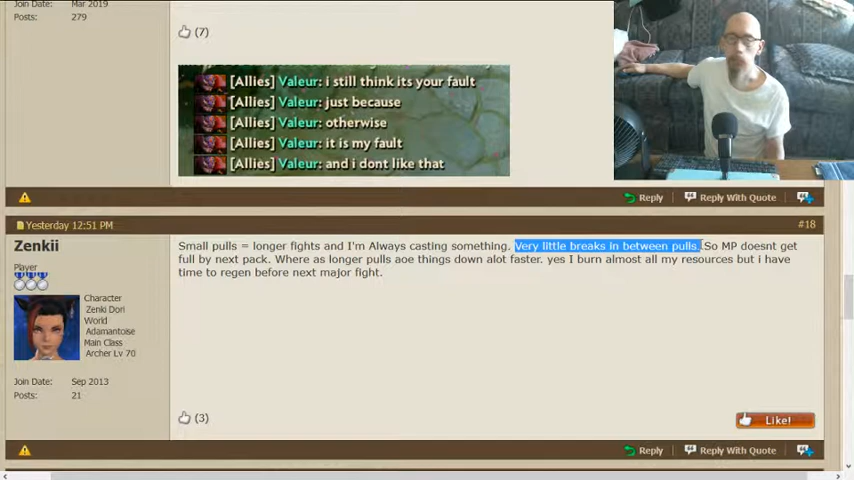 Join Date: Mar 2019
Posts: 279
(7)
[Allies] Valeur: i still think its your fault
[Allies] Valeur: just because
[Allies] Valeur: otherwise
[Allies] Valeur: it is my fault
[Allies] Valeur: and i dont like that
Reply Reply With Quote
Yesterday 12:51 PM #18
Zenkii
Player
Character
Zenki Dori
World
Adamantoise
Main Class
Archer Lv 70
Join Date: Sep 2013
Posts: 21
Small pulls = longer fights and I'm Always casting something. Very little breaks in between pulls. So MP doesnt get
full by next pack. Where as longer pulls aoe things down alot faster. yes I burn almost all my resources but i have
time to regen before next major fight.
(3)
Like!
Reply Reply With Quote